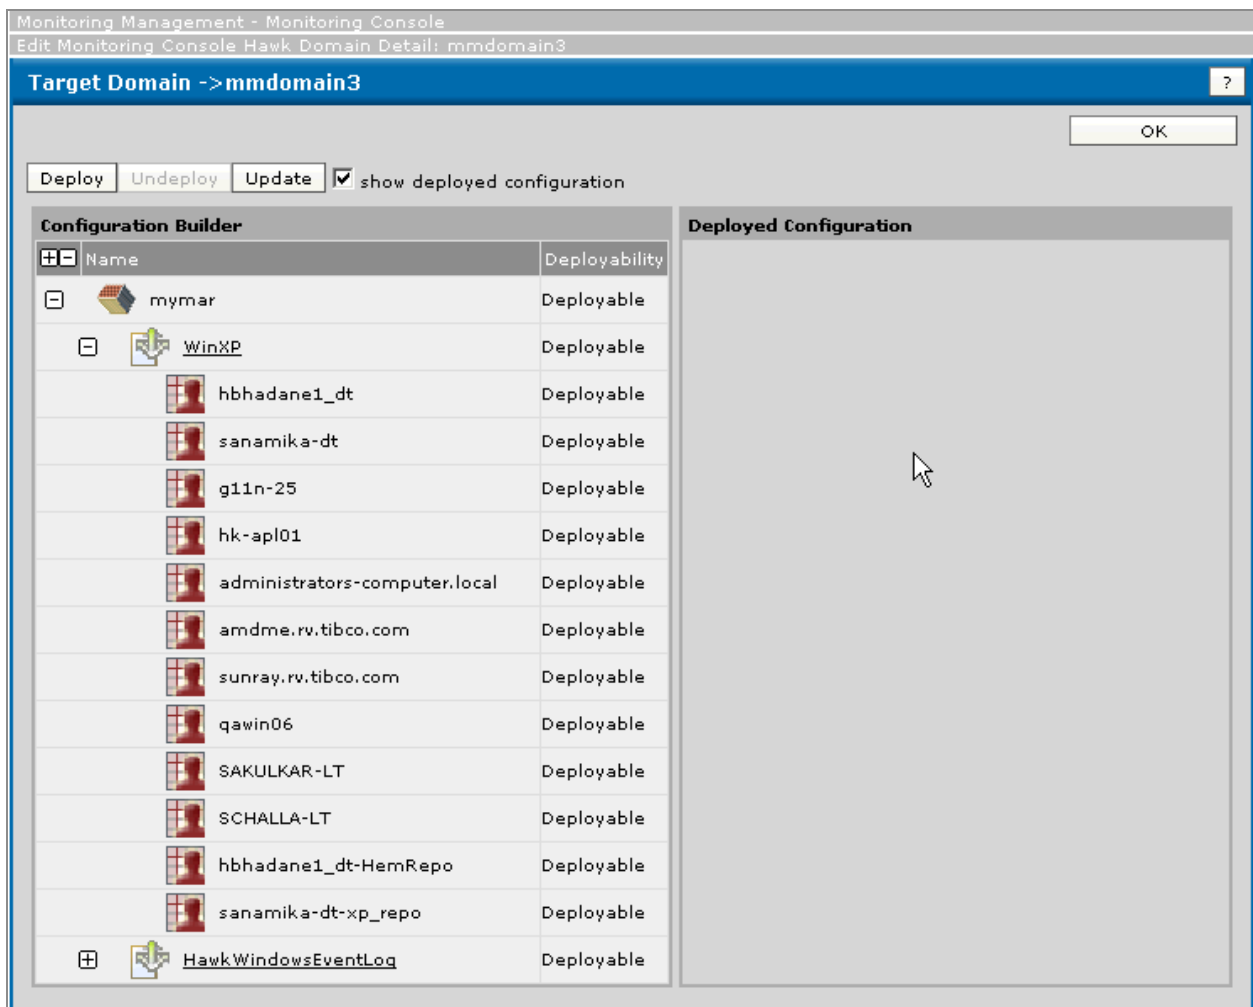 Monitoring Management - Monitoring Console
Edit Monitoring Console Hawk Domain Detail: mmdomain3
Target Domain ->mmdomain3
?
OK
Deploy Undeploy Update show deployed configuration
Configuration Builder Deployed Configuration
Name Deployability
mymar Deployable
WinXP Deployable
hbhadane1_dt Deployable
sanamika-dt Deployable
g11n-25 Deployable
hk-apl01 Deployable
administrators-computer.local Deployable
amdme.rv.tibco.com Deployable
sunray.rv.tibco.com Deployable
qawin06 Deployable
SAKULKAR-LT Deployable
SCHALLA-LT Deployable
hbhadane1_dt-HemRepo Deployable
sanamika-dt-xp_repo Deployable
HawkWindowsEventLog Deployable